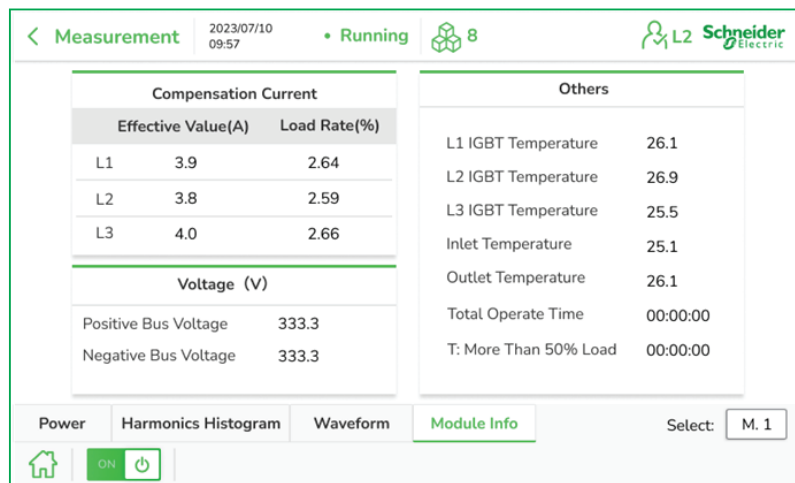 Measurement
2023/07/10
09:57
• Running
8
L2
Schneider
Electric
Compensation Current
Effective Value(A) Load Rate(%)
L1 3.9 2.64
L2 3.8 2.59
L3 4.0 2.66
Voltage (V)
Positive Bus Voltage 333.3
Negative Bus Voltage 333.3
Others
L1 IGBT Temperature 26.1
L2 IGBT Temperature 26.9
L3 IGBT Temperature 25.5
Inlet Temperature 25.1
Outlet Temperature 26.1
Total Operate Time 00:00:00
T: More Than 50% Load 00:00:00
Power Harmonics Histogram Waveform Module Info Select: M. 1
ON